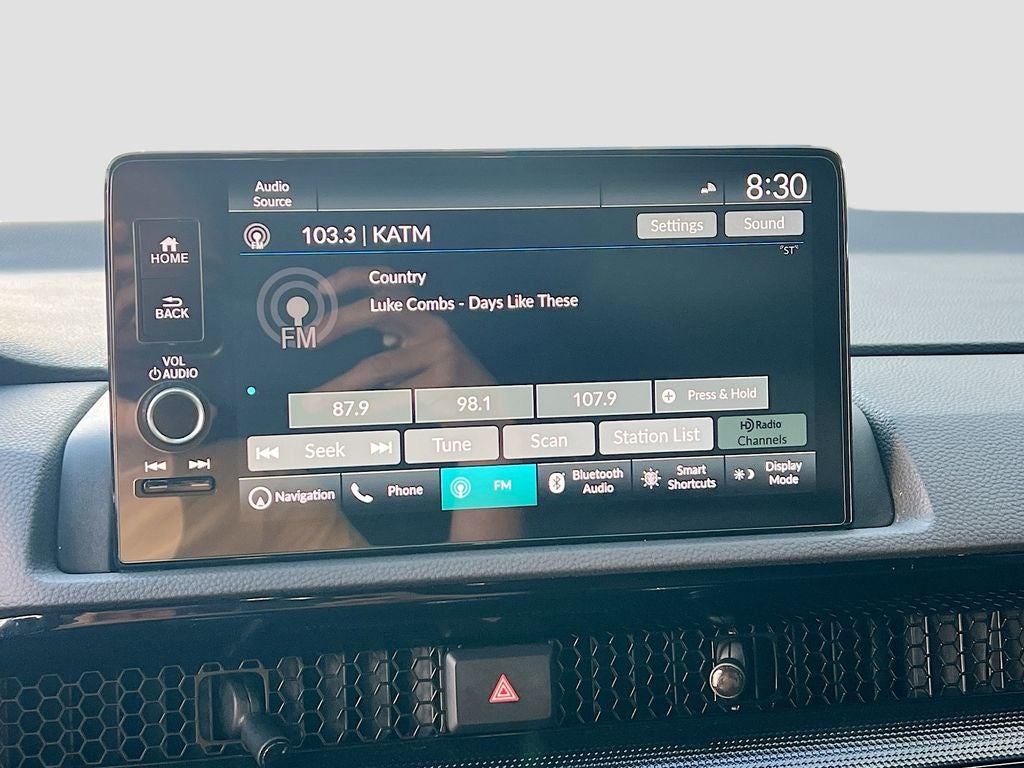 Audio
Source
8:30
FM
103.3 | KATM
Settings
Sound
"ST"
HOME
BACK
Country
Luke Combs - Days Like These
FM
VOL
AUDIO
87.9
98.1
107.9
Press & Hold
Seek
Tune
Scan
Station List
HD Radio
Channels
Navigation
Phone
FM
Bluetooth
Audio
Smart
Shortcuts
Display
Mode